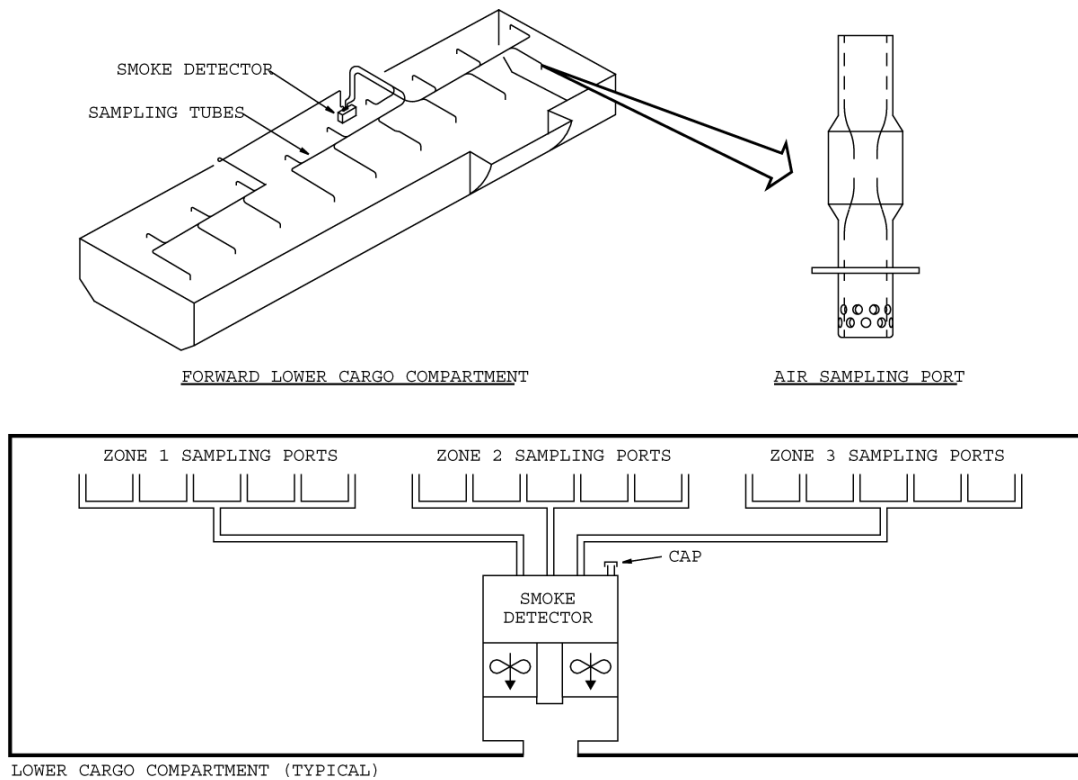 SMOKE DETECTOR
SAMPLING TUBES
FORWARD LOWER CARGO COMPARTMENT
AIR SAMPLING PORT
ZONE 1 SAMPLING PORTS
ZONE 2 SAMPLING PORTS
ZONE 3 SAMPLING PORTS
CAP
SMOKE
DETECTOR
LOWER CARGO COMPARTMENT (TYPICAL)